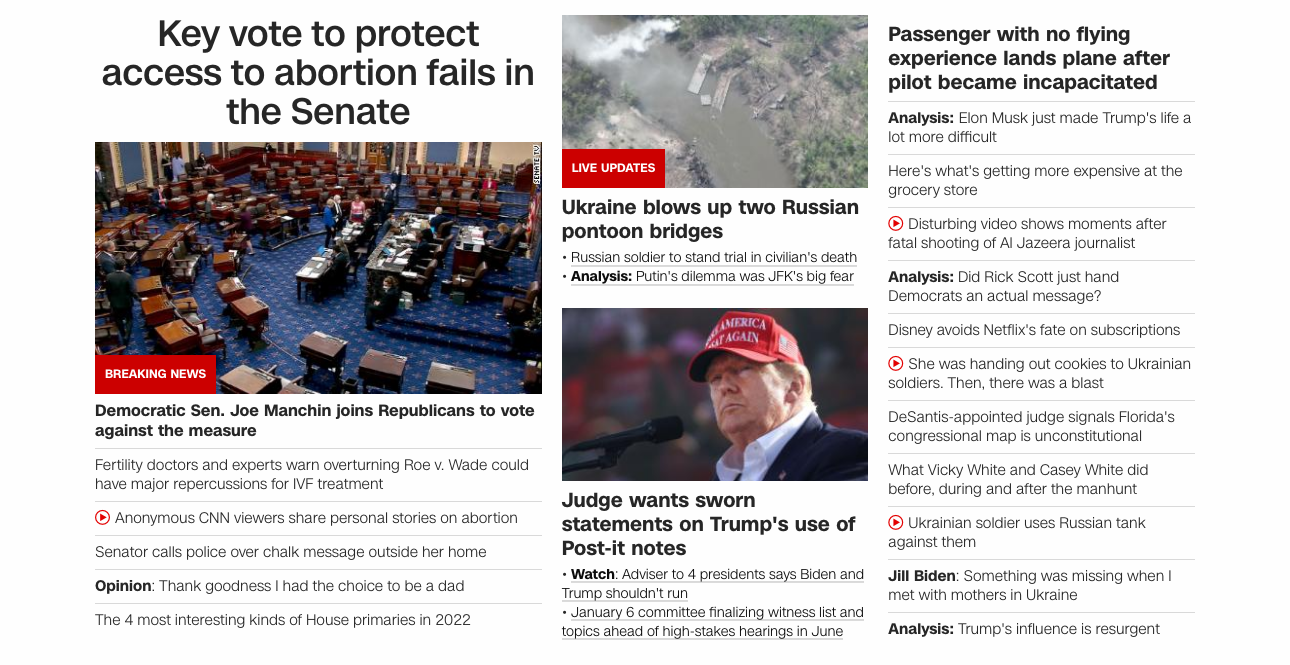 Key vote to protect
access to abortion fails in
the Senate
SENATE TV
BREAKING NEWS
Democratic Sen. Joe Manchin joins Republicans to vote
against the measure
Fertility doctors and experts warn overturning Roe v. Wade could
have major repercussions for IVF treatment
Anonymous CNN viewers share personal stories on abortion
Senator calls police over chalk message outside her home
Opinion: Thank goodness I had the choice to be a dad
The 4 most interesting kinds of House primaries in 2022
LIVE UPDATES
Ukraine blows up two Russian
pontoon bridges
• Russian soldier to stand trial in civilian's death
• Analysis: Putin's dilemma was JFK's big fear
AMERICA
AGAIN
Judge wants sworn
statements on Trump's use of
Post-it notes
• Watch: Adviser to 4 presidents says Biden and
Trump shouldn't run
• January 6 committee finalizing witness list and
topics ahead of high-stakes hearings in June
Passenger with no flying
experience lands plane after
pilot became incapacitated
Analysis: Elon Musk just made Trump's life a
lot more difficult
Here's what's getting more expensive at the
grocery store
Disturbing video shows moments after
fatal shooting of Al Jazeera journalist
Analysis: Did Rick Scott just hand
Democrats an actual message?
Disney avoids Netflix's fate on subscriptions
She was handing out cookies to Ukrainian
soldiers. Then, there was a blast
DeSantis-appointed judge signals Florida's
congressional map is unconstitutional
What Vicky White and Casey White did
before, during and after the manhunt
Ukrainian soldier uses Russian tank
against them
Jill Biden: Something was missing when I
met with mothers in Ukraine
Analysis: Trump's influence is resurgent